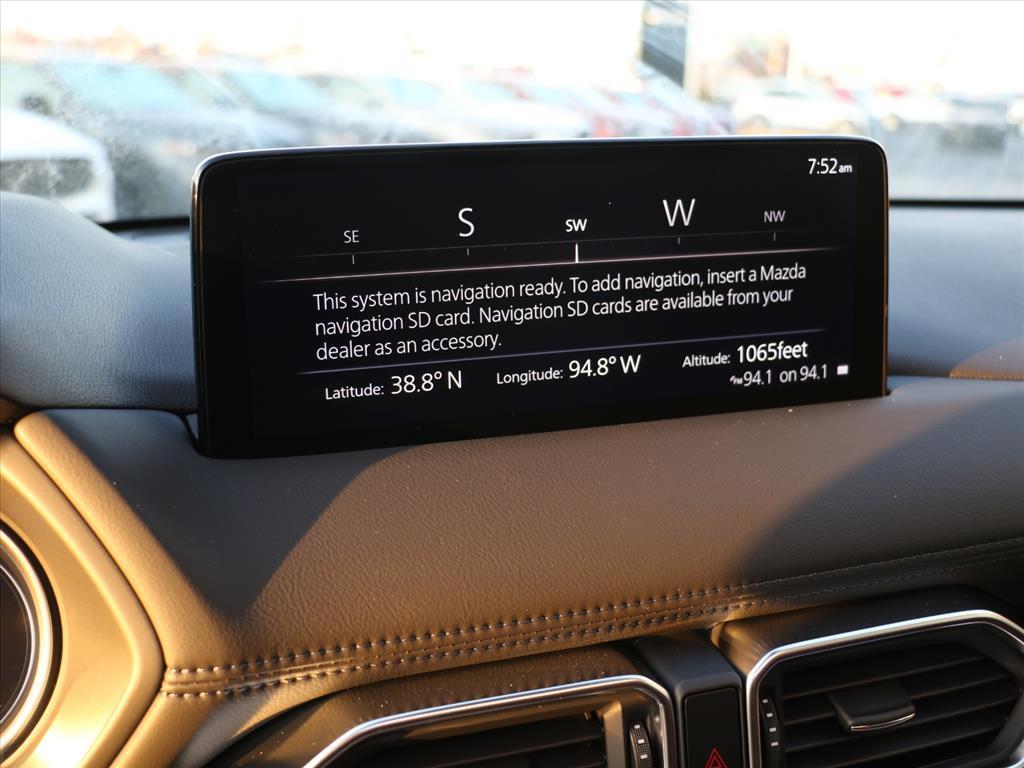 7:52am
SE S SW W NW
This system is navigation ready. To add navigation, insert a Mazda
navigation SD card. Navigation SD cards are available from your
dealer as an accessory.
Latitude: 38.8° N Longitude: 94.8° W Altitude: 1065feet
FM 94.1 on 94.1